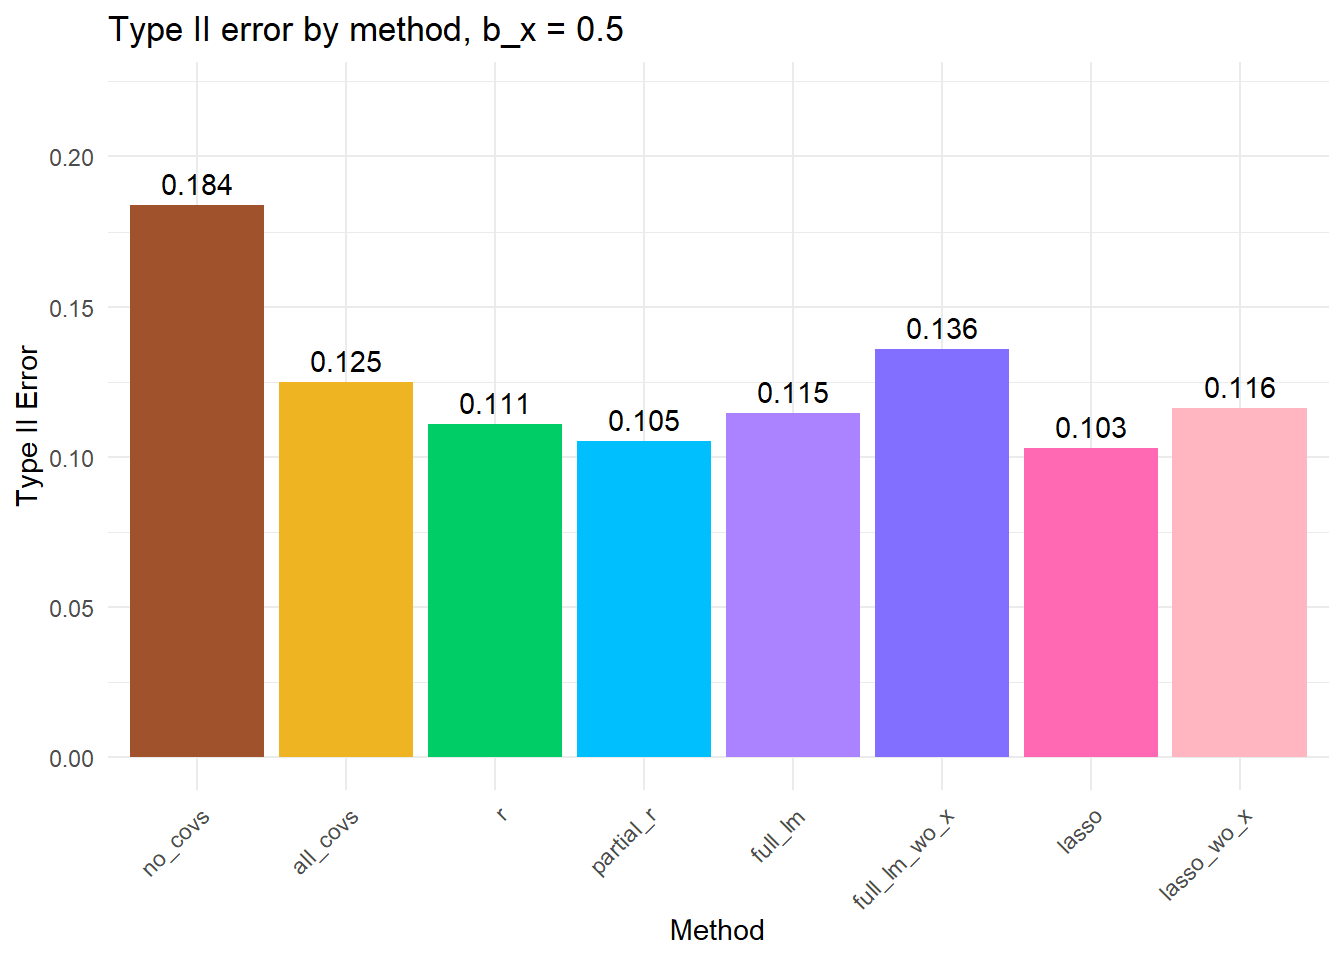 Type II error by method, b_x = 0.5
Type II Error
0.20
0.15
0.10
0.05
0.00
0.184
0.125
0.111
0.105
0.115
0.136
0.103
0.116
no_covs
all_covs
r
partial_r
full_lm
full_lm_wo_x
lasso
lasso_wo_x
Method